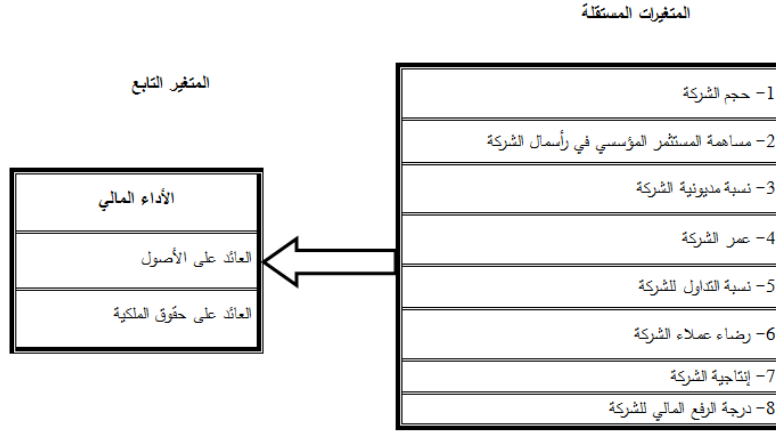 المتغيرات المستقلة
1- حجم الشركة
2- مساهمة المستثمر المؤسسي في رأسمال الشركة
3- نسبة مديونية الشركة
4- عمر الشركة
5- نسبة التداول للشركة
6- رضاء عملاء الشركة
7- إنتاجية الشركة
8- درجة الرفع المالي للشركة
المتغير التابع
الأداء المالي
العائد على الأصول
العائد على حقوق الملكية